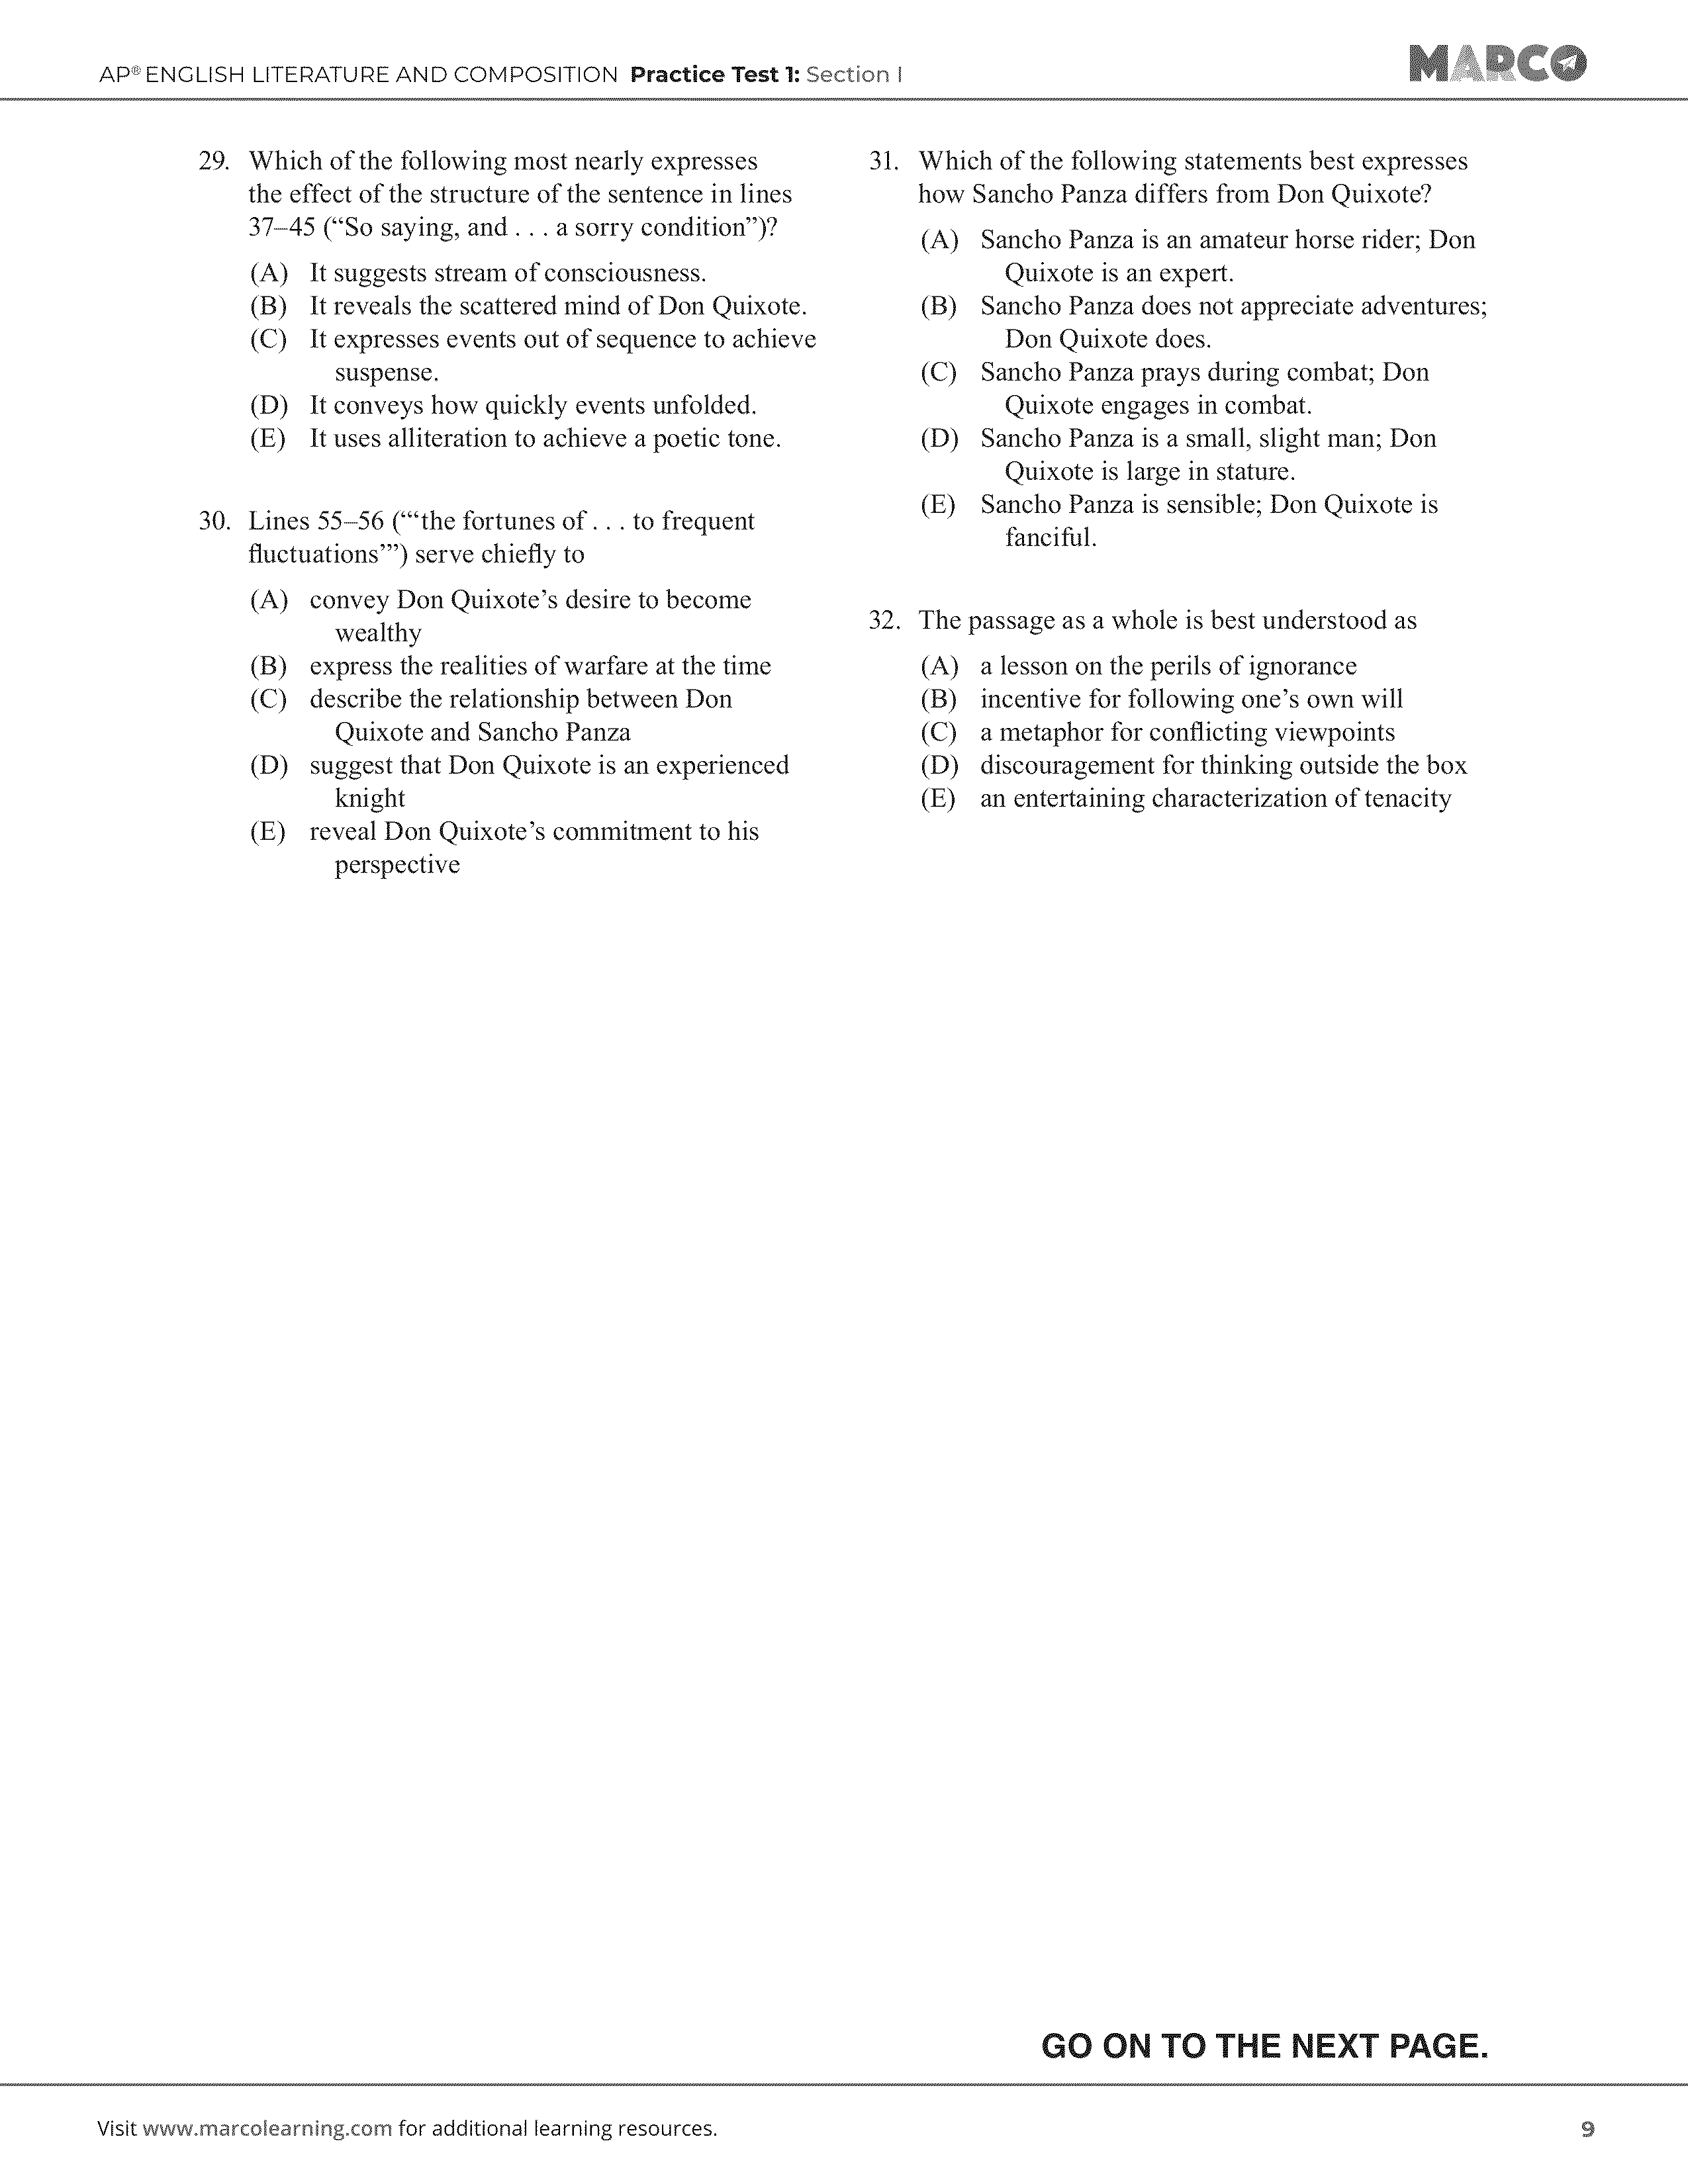 AP® ENGLISH LITERATURE AND COMPOSITION Practice Test 1: Section I
MARCO
29. Which of the following most nearly expresses
the effect of the structure of the sentence in lines
37–45 (“So saying, and . . . a sorry condition”)?
(A) It suggests stream of consciousness.
(B) It reveals the scattered mind of Don Quixote.
(C) It expresses events out of sequence to achieve
suspense.
(D) It conveys how quickly events unfolded.
(E) It uses alliteration to achieve a poetic tone.
30. Lines 55–56 (“‘the fortunes of . . . to frequent
fluctuations’”) serve chiefly to
(A) convey Don Quixote’s desire to become
wealthy
(B) express the realities of warfare at the time
(C) describe the relationship between Don
Quixote and Sancho Panza
(D) suggest that Don Quixote is an experienced
knight
(E) reveal Don Quixote’s commitment to his
perspective
31. Which of the following statements best expresses
how Sancho Panza differs from Don Quixote?
(A) Sancho Panza is an amateur horse rider; Don
Quixote is an expert.
(B) Sancho Panza does not appreciate adventures;
Don Quixote does.
(C) Sancho Panza prays during combat; Don
Quixote engages in combat.
(D) Sancho Panza is a small, slight man; Don
Quixote is large in stature.
(E) Sancho Panza is sensible; Don Quixote is
fanciful.
32. The passage as a whole is best understood as
(A) a lesson on the perils of ignorance
(B) incentive for following one’s own will
(C) a metaphor for conflicting viewpoints
(D) discouragement for thinking outside the box
(E) an entertaining characterization of tenacity
GO ON TO THE NEXT PAGE.
Visit www.marcolearning.com for additional learning resources.
9